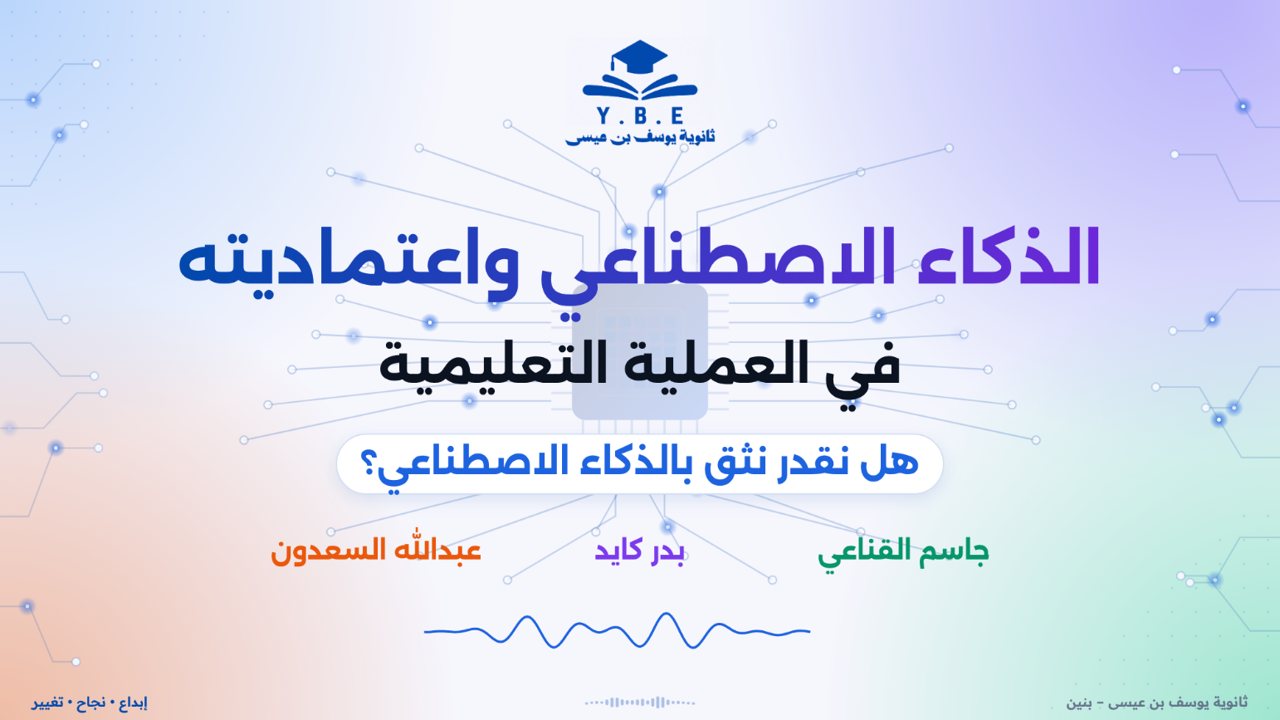 Y . B . E
ثانوية يوسف بن عيسى
الذكاء الاصطناعي واعتماديته
في العملية التعليمية
هل نقدر نثق بالذكاء الاصطناعي؟
جاسم القناعي
بدر كايد
عبدالله السعدون
ثانوية يوسف بن عيسى – بنين
إبداع • نجاح • تغيير